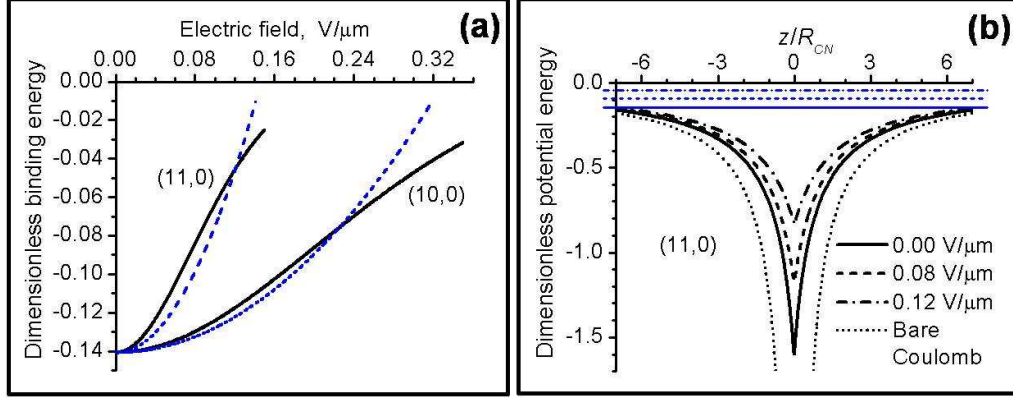 Electric field, V/μm
(a)
0.00 0.08 0.16 0.24 0.32
Dimensionless binding energy
0.00
-0.02
-0.04
-0.06
-0.08
-0.10
-0.12
-0.14
(11,0)
(10,0)
z/R_CN
(b)
-6 -3 0 3 6
Dimensionless potential energy
0.0
-0.5
-1.0
-1.5
(11,0)
0.00 V/μm
0.08 V/μm
0.12 V/μm
Bare
Coulomb